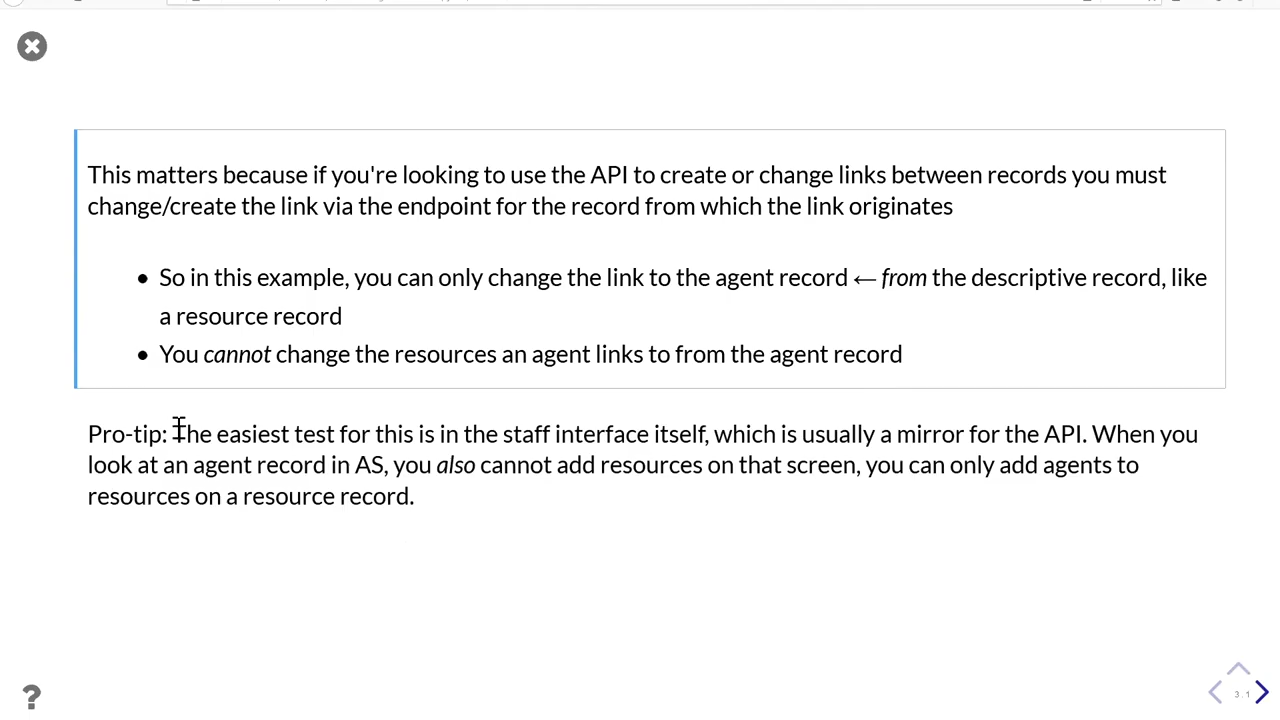 This matters because if you're looking to use the API to create or change links between records you must
change/create the link via the endpoint for the record from which the link originates
• So in this example, you can only change the link to the agent record ← from the descriptive record, like
a resource record
• You cannot change the resources an agent links to from the agent record
Pro-tip: The easiest test for this is in the staff interface itself, which is usually a mirror for the API. When you
look at an agent record in AS, you also cannot add resources on that screen, you can only add agents to
resources on a resource record.
?
3.1